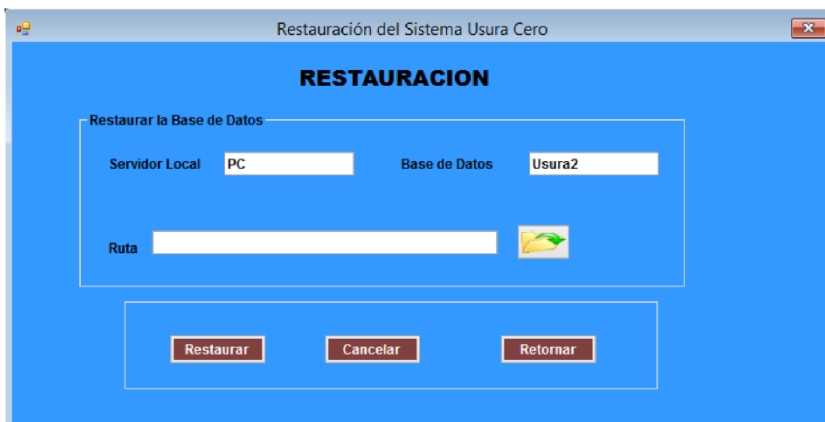 Restauración del Sistema Usura Cero
RESTAURACION
Restaurar la Base de Datos
Servidor Local PC Base de Datos Usura2
Ruta
Restaurar Cancelar Retornar